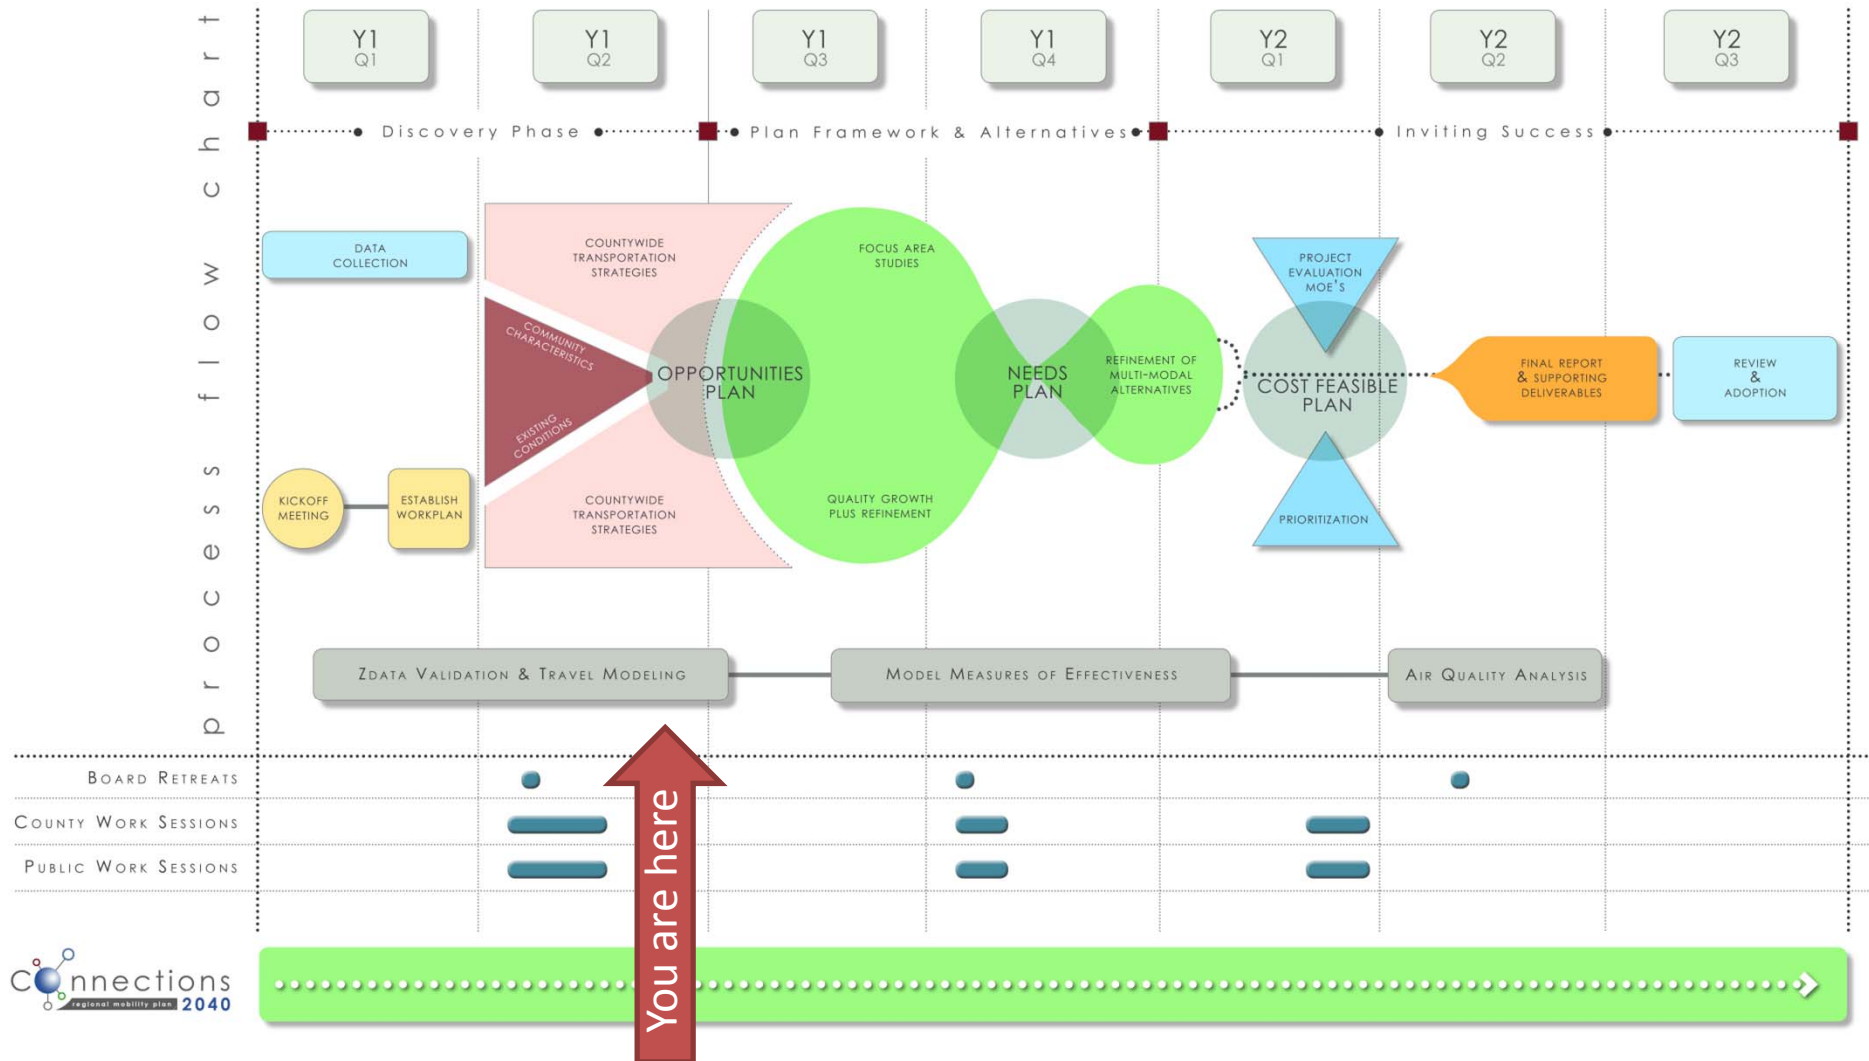 process flow chart
Y1
Q1
Y1
Q2
Y1
Q3
Y1
Q4
Y2
Q1
Y2
Q2
Y2
Q3
Discovery Phase
Plan Framework & Alternatives
Inviting Success
DATA
COLLECTION
KICKOFF
MEETING
ESTABLISH
WORKPLAN
COUNTYWIDE
TRANSPORTATION
STRATEGIES
COMMUNITY
CHARACTERISTICS
EXISTING
CONDITIONS
COUNTYWIDE
TRANSPORTATION
STRATEGIES
OPPORTUNITIES
PLAN
FOCUS AREA
STUDIES
QUALITY GROWTH
PLUS REFINEMENT
NEEDS
PLAN
REFINEMENT OF
MULTI-MODAL
ALTERNATIVES
PROJECT
EVALUATION
MOE'S
COST FEASIBLE
PLAN
PRIORITIZATION
FINAL REPORT
& SUPPORTING
DELIVERABLES
REVIEW
&
ADOPTION
ZDATA VALIDATION & TRAVEL MODELING
MODEL MEASURES OF EFFECTIVENESS
AIR QUALITY ANALYSIS
BOARD RETREATS
COUNTY WORK SESSIONS
PUBLIC WORK SESSIONS
You are here
Connections
regional mobility plan 2040